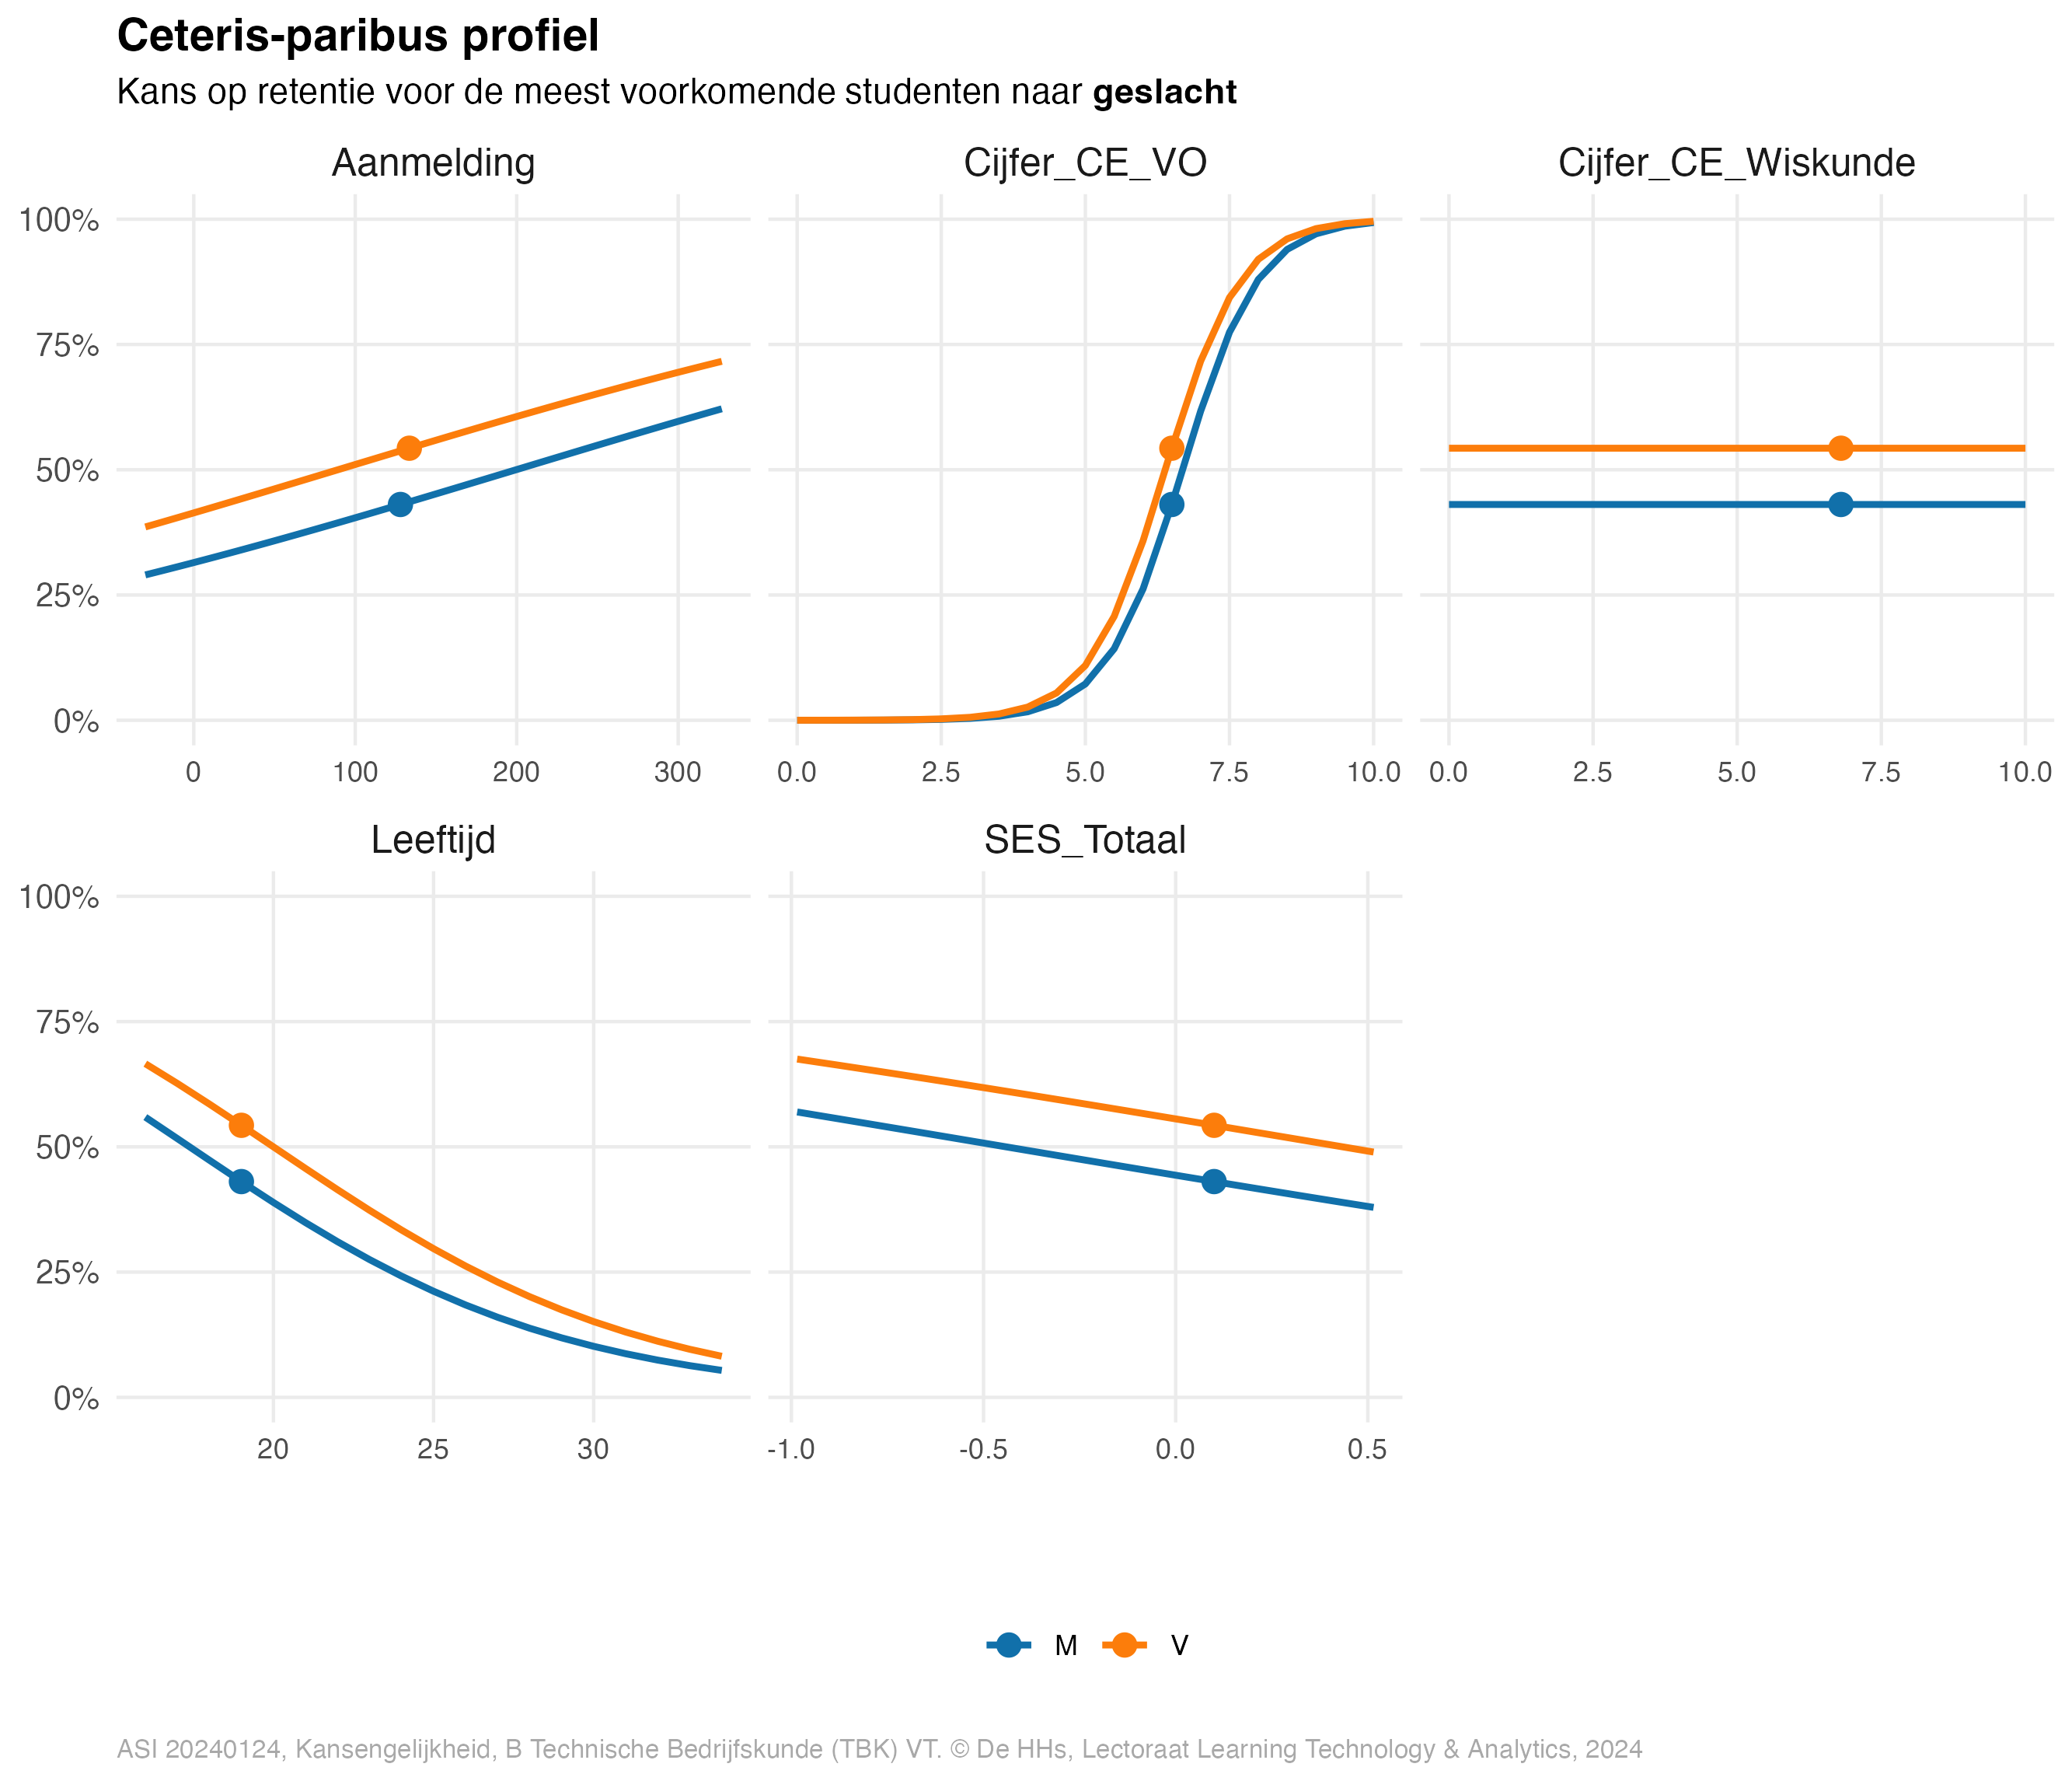 Ceteris-paribus profiel
Kans op retentie voor de meest voorkomende studenten naar geslacht
Aanmelding
Cijfer_CE_VO
Cijfer_CE_Wiskunde
100%
75%
50%
25%
0%
0 100 200 300
0.0 2.5 5.0 7.5 10.0
0.0 2.5 5.0 7.5 10.0
Leeftijd
SES_Totaal
100%
75%
50%
25%
0%
20 25 30
-1.0 -0.5 0.0 0.5
M V
ASI 20240124, Kansengelijkheid, B Technische Bedrijfskunde (TBK) VT. © De HHs, Lectoraat Learning Technology & Analytics, 2024